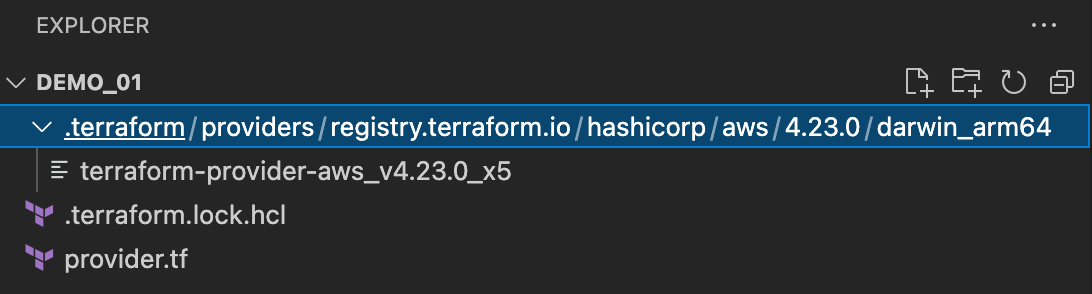 EXPLORER
DEMO_01
.terraform/providers/registry.terraform.io/hashicorp/aws/4.23.0/darwin_arm64
terraform-provider-aws_v4.23.0_x5
.terraform.lock.hcl
provider.tf